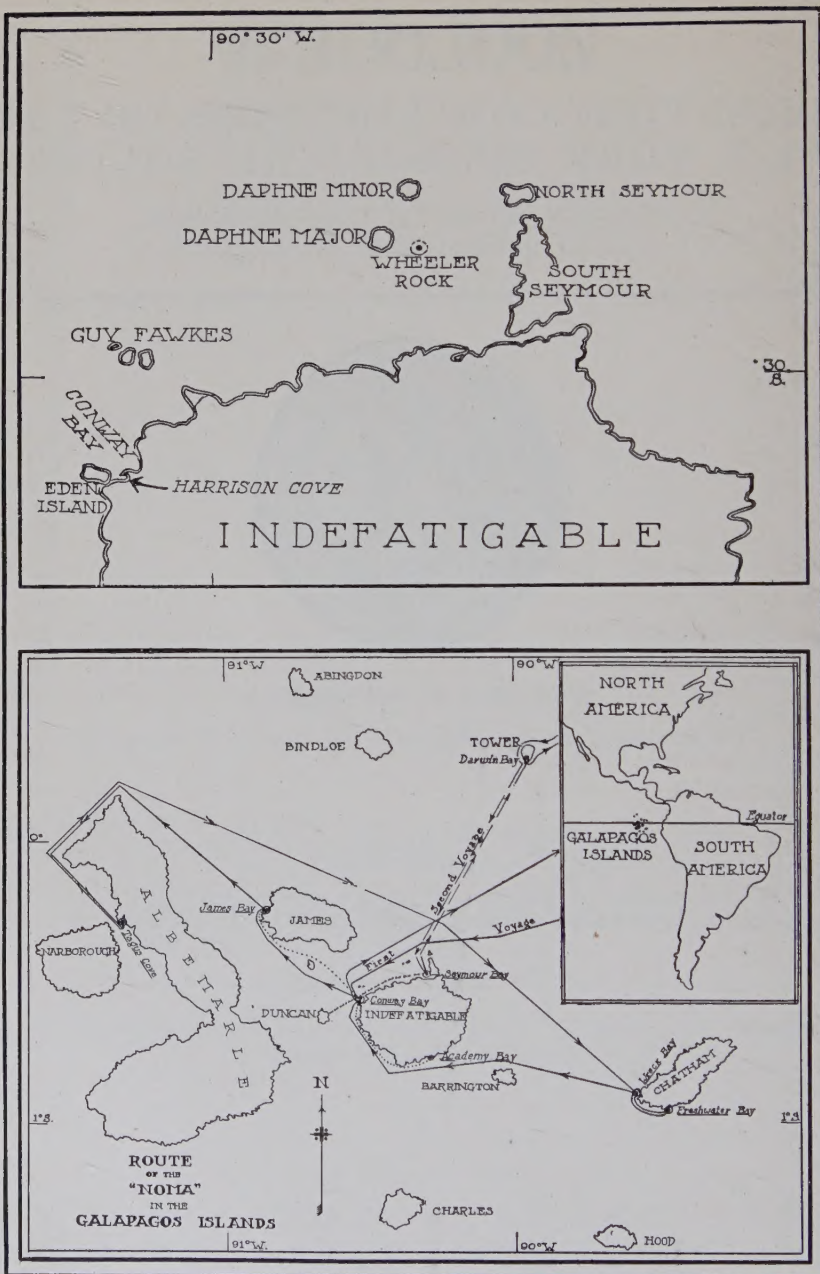 90° 30' W.
DAPHNE MINOR
NORTH SEYMOUR
DAPHNE MAJOR
WHEELER
ROCK
SOUTH
SEYMOUR
GUY FAWKES
° 30
S.
CONWAY
BAY
EDEN
ISLAND
HARRISON COVE
INDEFATIGABLE
91° W
90° W
ABINGDON
BINDLOE
TOWER
Darwin Bay
NORTH
AMERICA
Equator
GALAPAGOS
ISLANDS
SOUTH
AMERICA
0°
Second Voyage
ALBEMARLE
James Bay
JAMES
NARBOROUGH
Tagus Cove
First
Voyage
Seymour Bay
Conway Bay
DUNCAN
INDEFATIGABLE
Academy Bay
BARRINGTON
CHATHAM
Freshwater Bay
N
1° S.
1° S
ROUTE
OF THE
"NOMA"
IN THE
GALAPAGOS ISLANDS
CHARLES
HOOD
91° W.
90° W